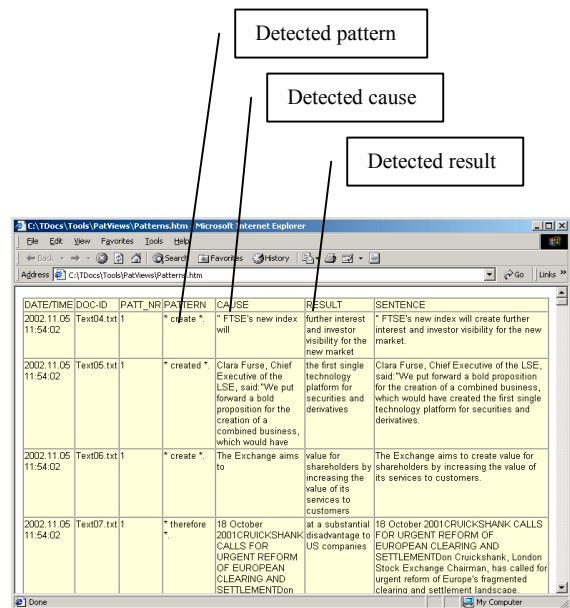 Detected pattern
Detected cause
Detected result
C:\TDocs\Tools\PatViews\Patterns.htm - Microsoft Internet Explorer
File Edit View Favorites Tools Help
Back Search Favorites History
Address C:\TDocs\Tools\PatViews\Patterns.htm Go Links »
DATE/TIME DOC-ID PATT_NR PATTERN CAUSE RESULT SENTENCE
2002.11.05 Text04.txt 1 * create *. " FTSE's new index further interest " FTSE's new index will create further
11:54:02 will and investor interest and investor visibility for the new
visibility for the market.
new market
2002.11.05 Text05.txt 1 * created *. Clara Furse, Chief the first single Clara Furse, Chief Executive of the LSE,
11:54:02 Executive of the technology said:"We put forward a bold proposition
LSE, said:"We put platform for for the creation of a combined business,
forward a bold securities and which would have created the first single
proposition for the derivatives technology platform for securities and
creation of a derivatives.
combined business,
which would have
2002.11.05 Text06.txt 1 * create *. The Exchange aims value for The Exchange aims to create value for
11:54:02 to shareholders by shareholders by increasing the value of
increasing the its services to customers.
value of its
services to
customers
2002.11.05 Text07.txt 1 * therefore 18 October at a substantial 18 October 2001CRUICKSHANK CALLS
11:54:02 *. 2001CRUICKSHANK disadvantage to FOR URGENT REFORM OF
CALLS FOR US companies EUROPEAN CLEARING AND
URGENT REFORM SETTLEMENTDon Cruickshank, London
OF EUROPEAN Stock Exchange Chairman, has called for
CLEARING AND urgent reform of Europe's fragmented
SETTLEMENTDon clearing and settlement landscape.
Done My Computer